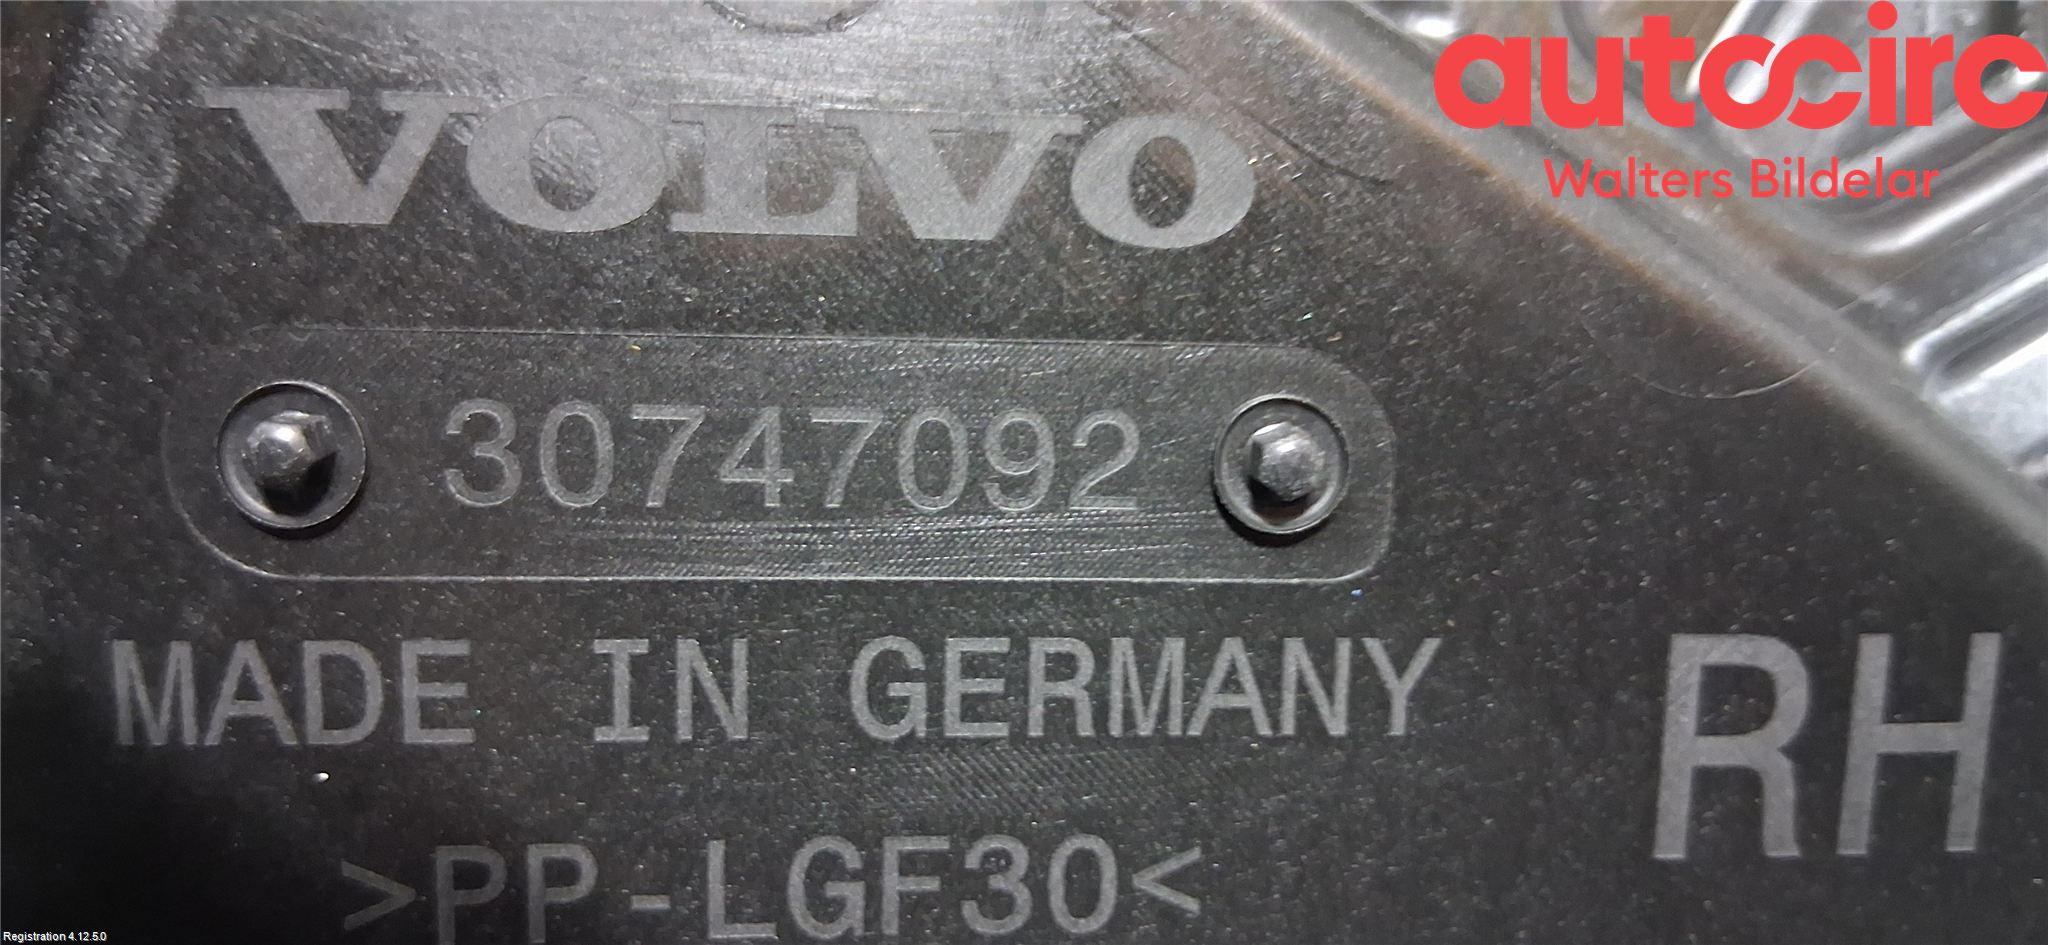 autocirc
Walters Bildelar
VOLVO
30747092
MADE IN GERMANY
RH
>PP-LGF30<
Registration 4.12.5.0